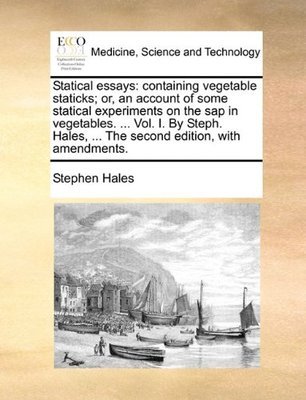 ECCO
Eighteenth Century
Collections Online
Print Editions
Medicine, Science and Technology
Statical essays: containing vegetable
staticks; or, an account of some
statical experiments on the sap in
vegetables. ... Vol. I. By Steph.
Hales, ... The second edition, with
amendments.
Stephen Hales